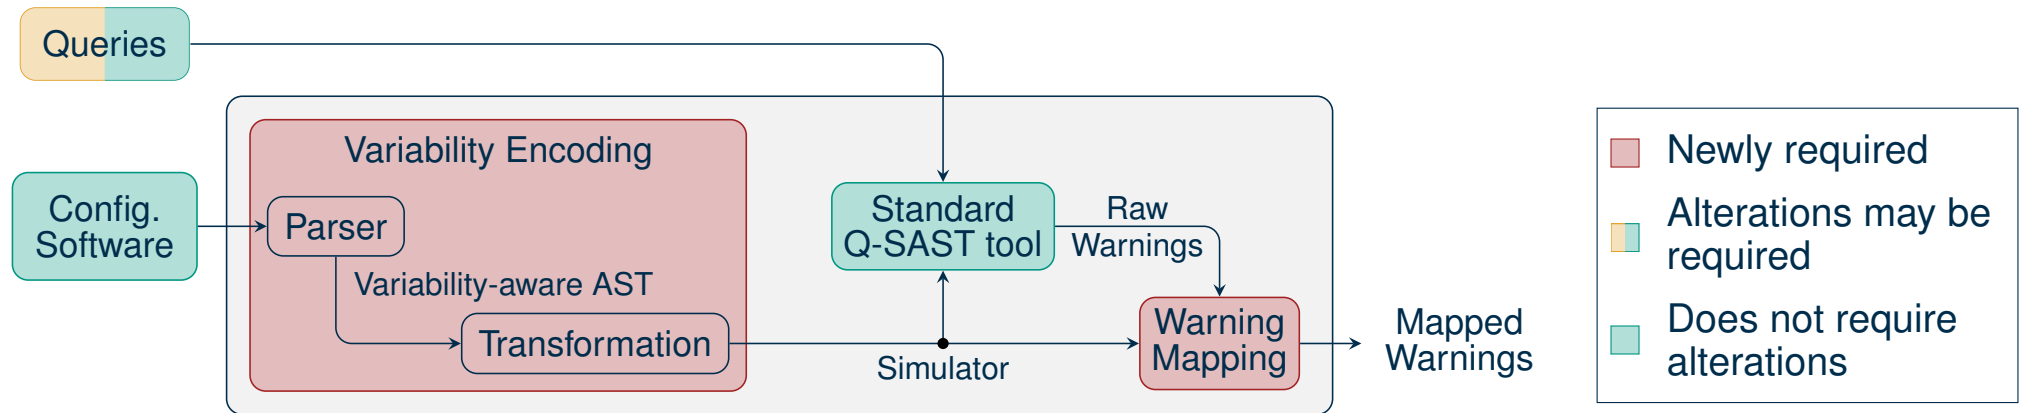 Queries
Variability Encoding
Config.
Software
Parser
Variability-aware AST
Transformation
Standard
Q-SAST tool
Raw
Warnings
Simulator
Warning
Mapping
Mapped
Warnings
Newly required
Alterations may be
required
Does not require
alterations